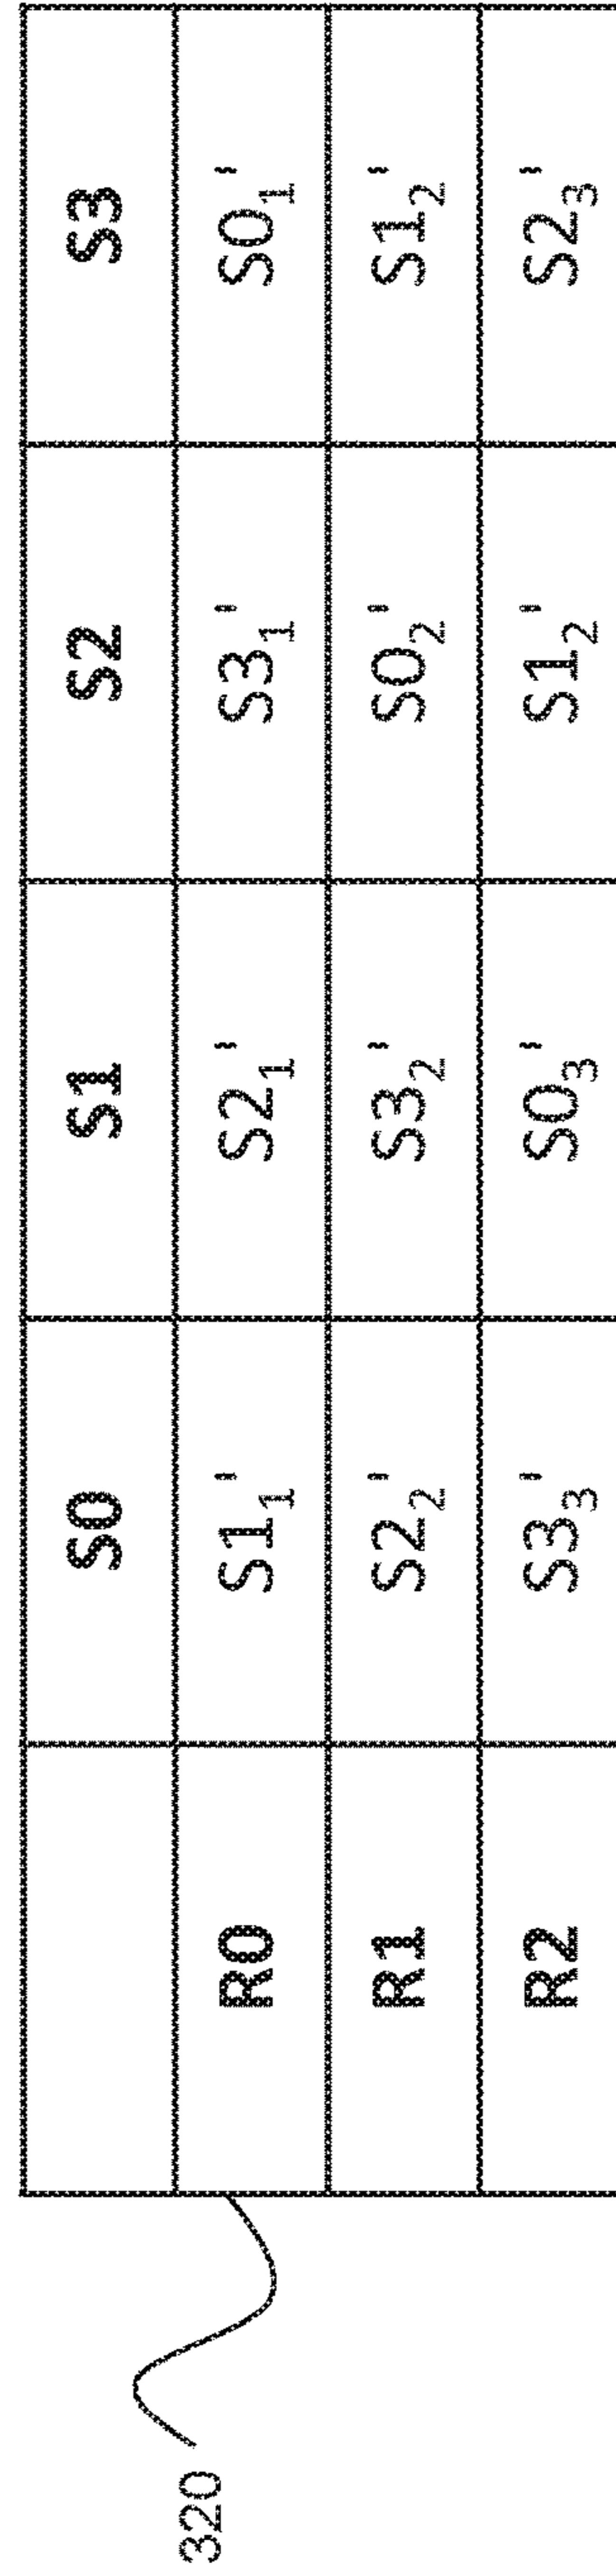 S0 S1 S2 S3
R0 S1₁' S2₁' S3₁' S0₁'
R1 S2₂' S3₂' S0₂' S1₂'
R2 S3₃' S0₃' S1₂' S2₃'
320